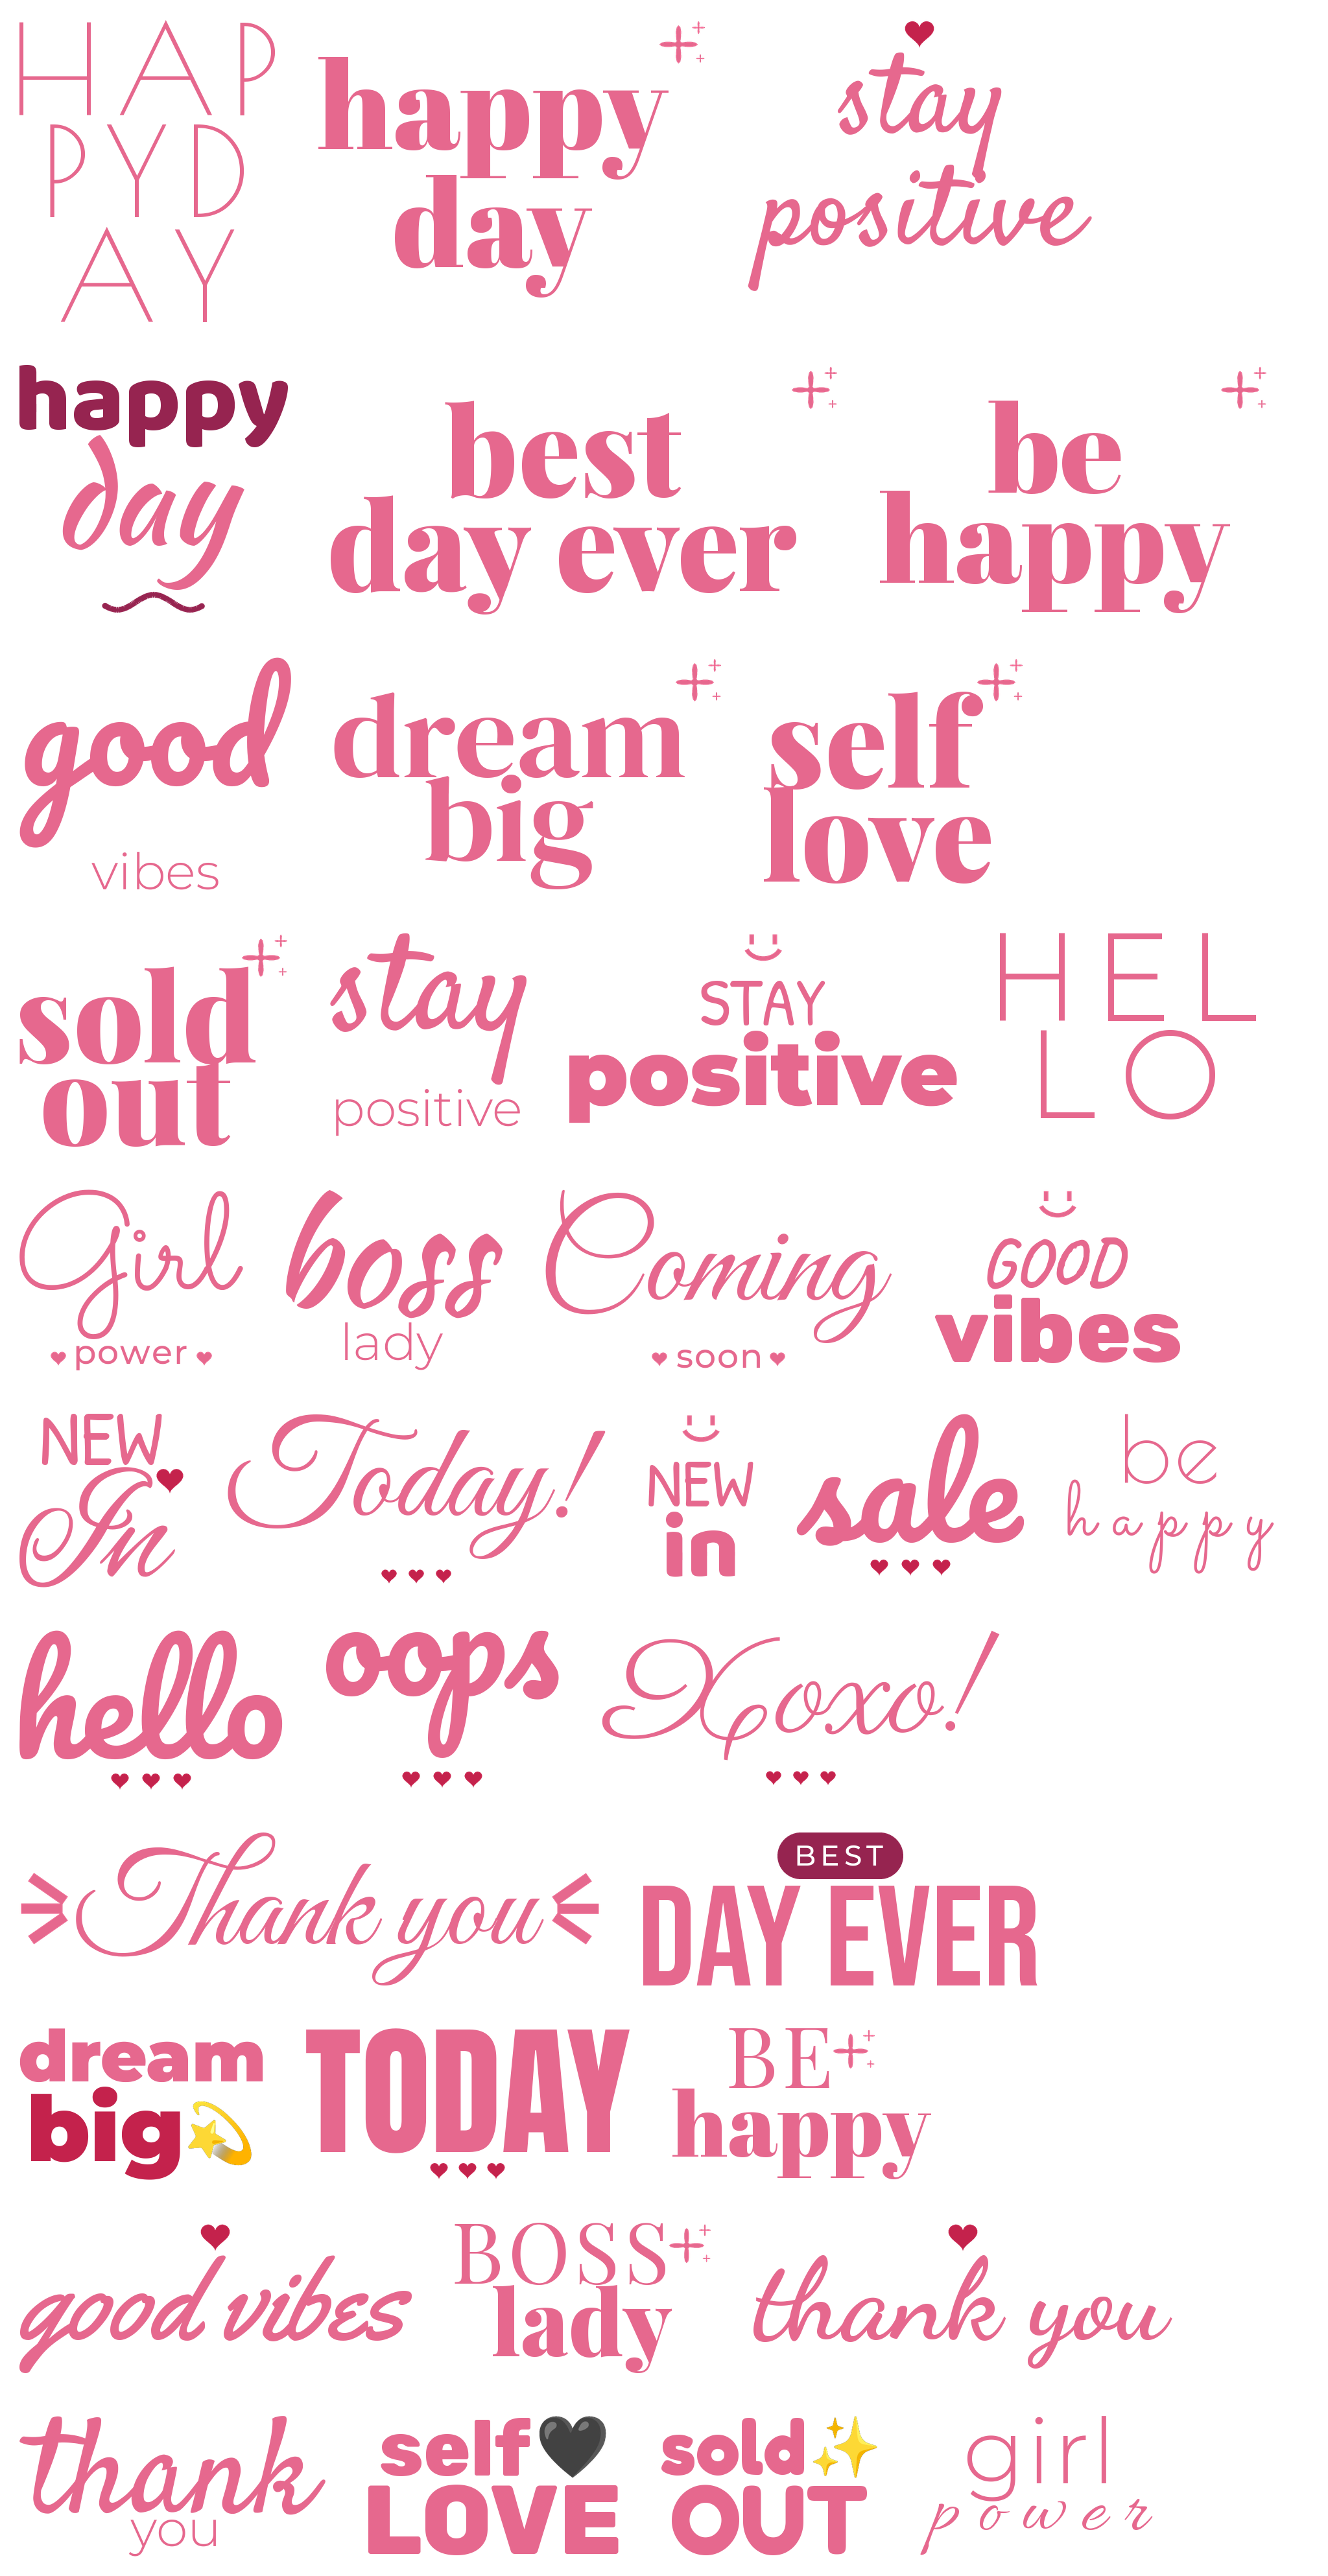 HAP
PYD
AY
happy
day
stay
positive
happy
day
best
day ever
be
happy
good
vibes
dream
big
self
love
sold
out
stay
positive
STAY
positive
HEL
LO
Girl
power
boss
lady
Coming
soon
GOOD
vibes
NEW
In
Today!
NEW
in
sale
be
happy
hello
oops
Xoxo!
Thank you
BEST
DAY EVER
dream
big
TODAY
BE
happy
good vibes
BOSS
lady
thank you
thank
you
self
LOVE
sold
OUT
girl
power